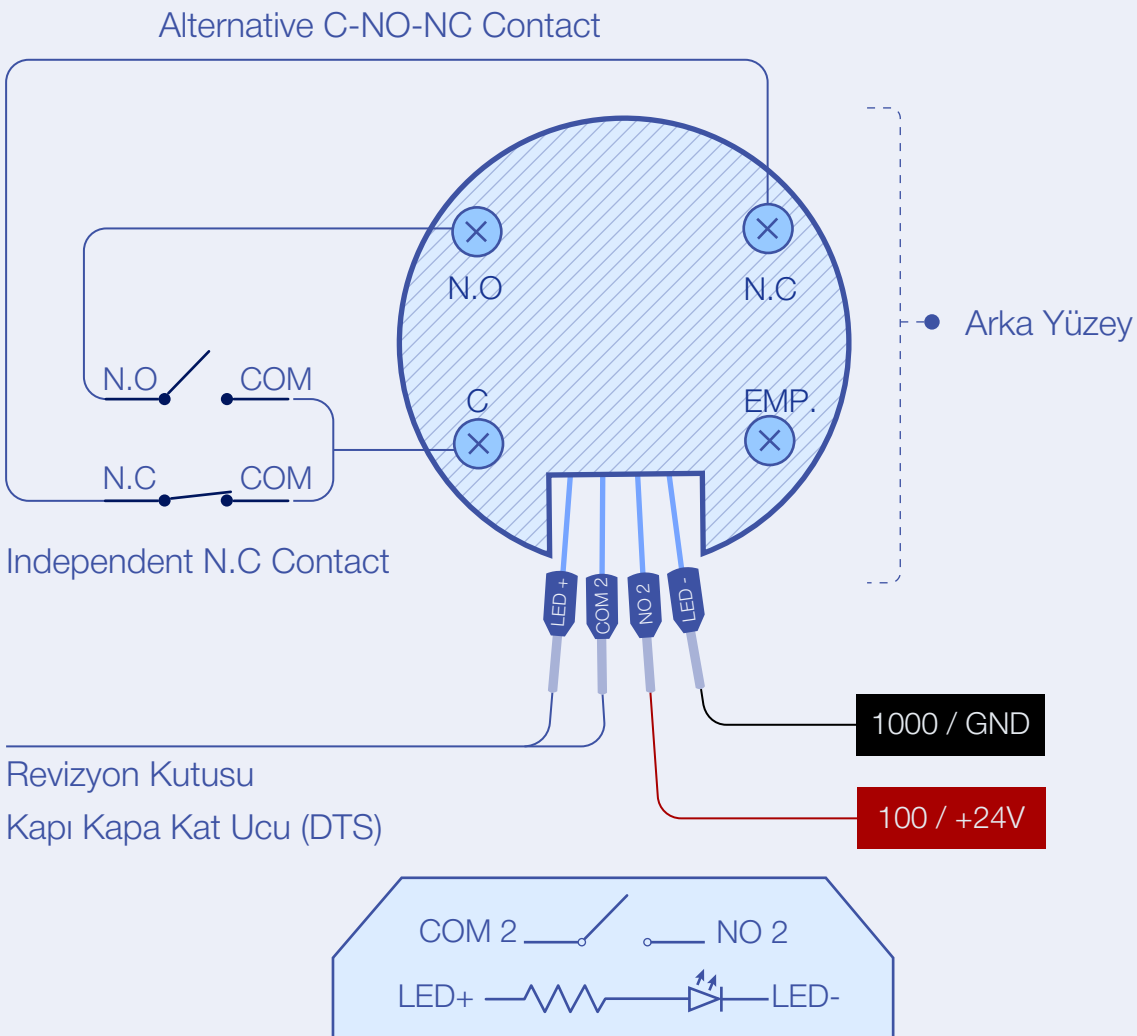 Alternative C-NO-NC Contact
N.O
N.C
Arka Yüzey
N.O
COM
C
EMP.
N.C
COM
Independent N.C Contact
LED +
COM 2
NO 2
LED -
1000 / GND
Revizyon Kutusu
Kapı Kapa Kat Ucu (DTS)
100 / +24V
COM 2
NO 2
LED+
LED-